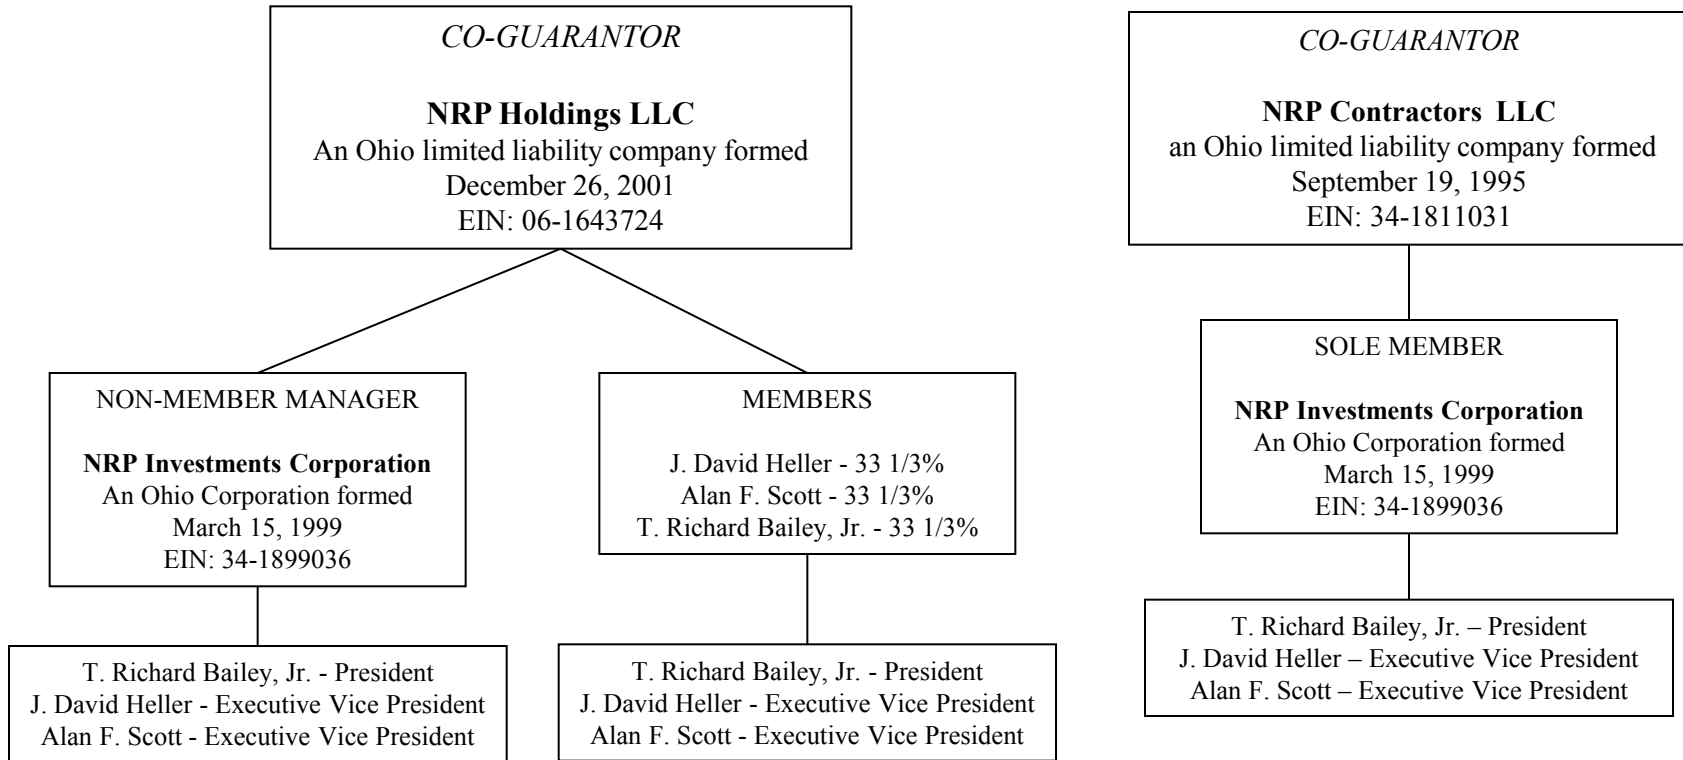 CO-GUARANTOR
NRP Holdings LLC
An Ohio limited liability company formed
December 26, 2001
EIN: 06-1643724
NON-MEMBER MANAGER
NRP Investments Corporation
An Ohio Corporation formed
March 15, 1999
EIN: 34-1899036
T. Richard Bailey, Jr. - President
J. David Heller - Executive Vice President
Alan F. Scott - Executive Vice President
MEMBERS
J. David Heller - 33 1/3%
Alan F. Scott - 33 1/3%
T. Richard Bailey, Jr. - 33 1/3%
T. Richard Bailey, Jr. - President
J. David Heller - Executive Vice President
Alan F. Scott - Executive Vice President
CO-GUARANTOR
NRP Contractors LLC
an Ohio limited liability company formed
September 19, 1995
EIN: 34-1811031
SOLE MEMBER
NRP Investments Corporation
An Ohio Corporation formed
March 15, 1999
EIN: 34-1899036
T. Richard Bailey, Jr. – President
J. David Heller – Executive Vice President
Alan F. Scott – Executive Vice President